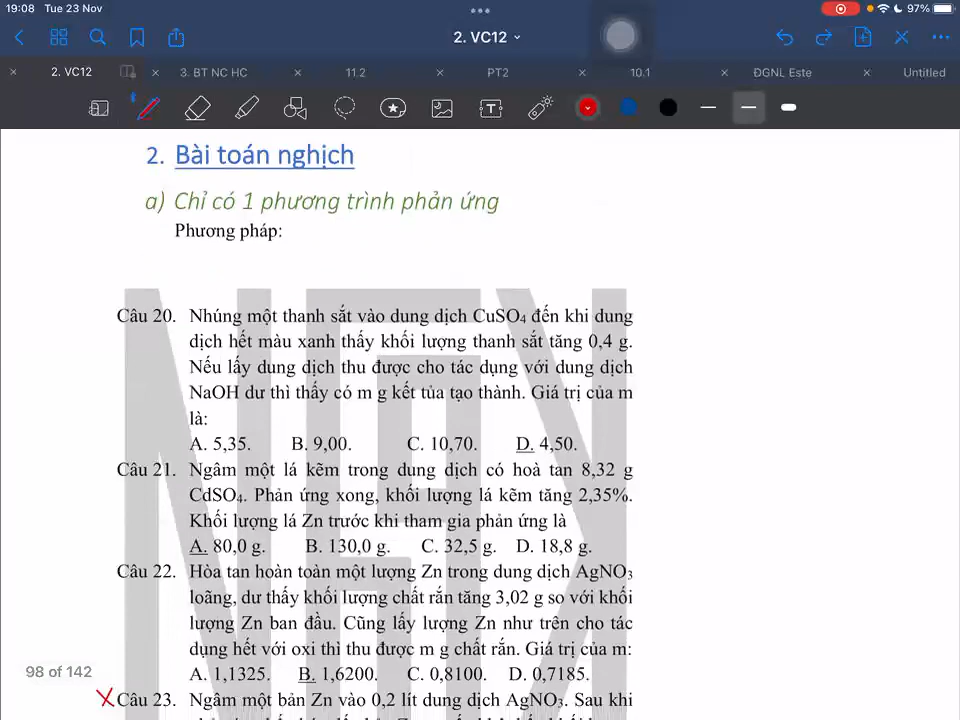 19:08 Tue 23 Nov
97%
2. VC12
2. VC12
3. BT NC HC
11.2
PT2
10.1
ĐGNL Este
Untitled
2. Bài toán nghịch
a) Chỉ có 1 phương trình phản ứng
Phương pháp:
Câu 20. Nhúng một thanh sắt vào dung dịch CuSO₄ đến khi dung
dịch hết màu xanh thấy khối lượng thanh sắt tăng 0,4 g.
Nếu lấy dung dịch thu được cho tác dụng với dung dịch
NaOH dư thì thấy có m g kết tủa tạo thành. Giá trị của m
là:
A. 5,35. B. 9,00. C. 10,70. D. 4,50.
Câu 21. Ngâm một lá kẽm trong dung dịch có hoà tan 8,32 g
CdSO₄. Phản ứng xong, khối lượng lá kẽm tăng 2,35%.
Khối lượng lá Zn trước khi tham gia phản ứng là
A. 80,0 g. B. 130,0 g. C. 32,5 g. D. 18,8 g.
Câu 22. Hòa tan hoàn toàn một lượng Zn trong dung dịch AgNO₃
loãng, dư thấy khối lượng chất rắn tăng 3,02 g so với khối
lượng Zn ban đầu. Cũng lấy lượng Zn như trên cho tác
dụng hết với oxi thì thu được m g chất rắn. Giá trị của m:
98 of 142
A. 1,1325. B. 1,6200. C. 0,8100. D. 0,7185.
Câu 23. Ngâm một bản Zn vào 0,2 lít dung dịch AgNO₃. Sau khi